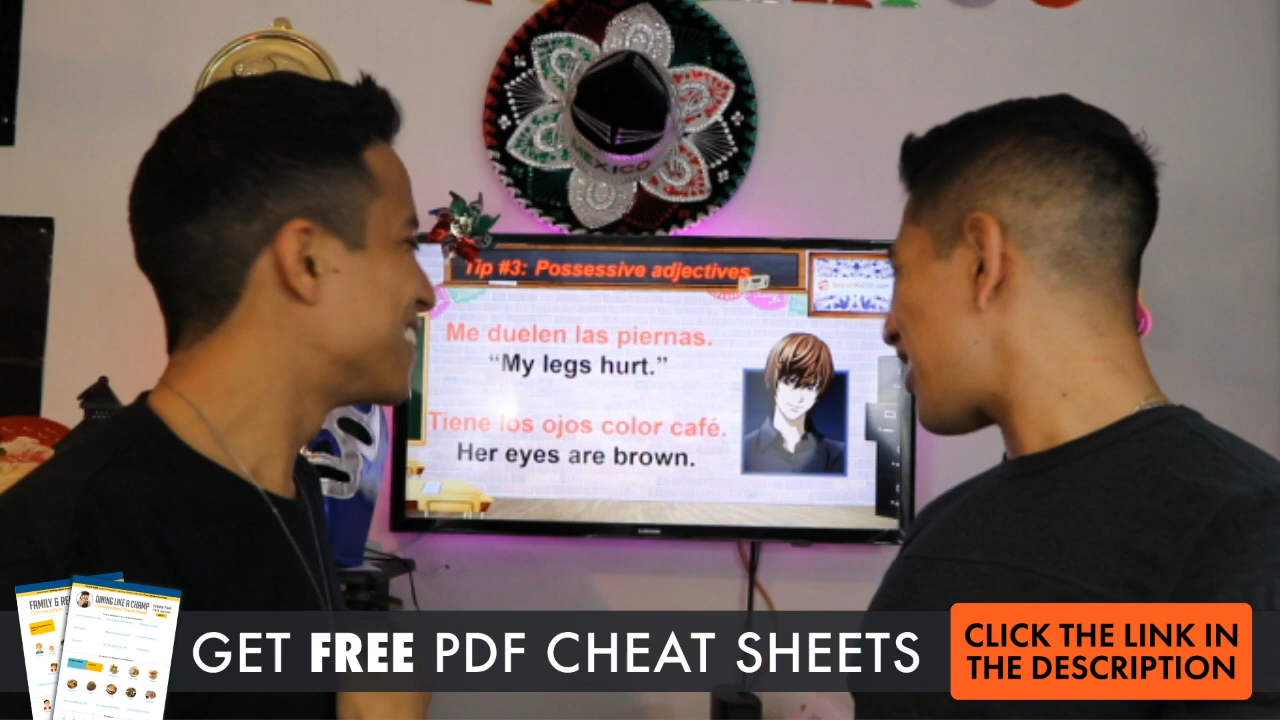 MEXICO
Tip #3: Possessive adjectives
Me duelen las piernas.
“My legs hurt.”
Tiene los ojos color café.
Her eyes are brown.
FAMILY & RE
DINING LIKE A CHAMP
GET FREE PDF CHEAT SHEETS
CLICK THE LINK IN
THE DESCRIPTION